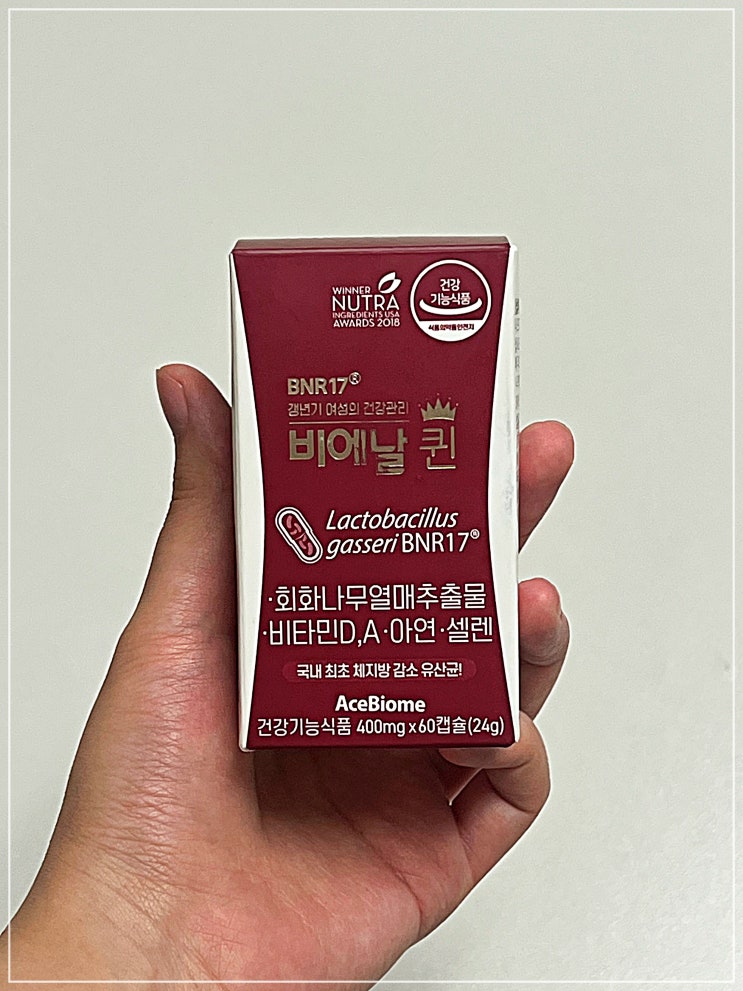 WINNER
NUTRA
INGREDIENTS USA
AWARDS 2018
건강
기능식품
식품의약품안전처
BNR17®
갱년기 여성의 건강관리
비에날 퀸
Lactobacillus
gasseri BNR17®
·회화나무열매추출물
·비타민D,A·아연·셀렌
국내 최초 체지방 감소 유산균!
AceBiome
건강기능식품 400mg x 60캡슐(24g)